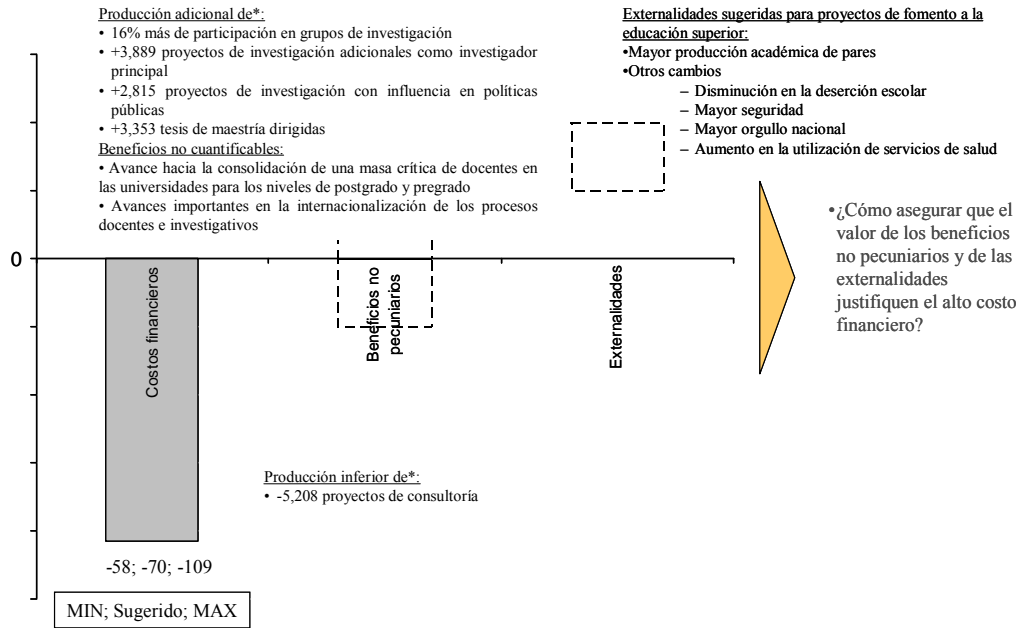 Producción adicional de*:
• 16% más de participación en grupos de investigación
• +3,889 proyectos de investigación adicionales como investigador
principal
• +2,815 proyectos de investigación con influencia en políticas
públicas
• +3,353 tesis de maestría dirigidas
Beneficios no cuantificables:
• Avance hacia la consolidación de una masa crítica de docentes en
las universidades para los niveles de postgrado y pregrado
• Avances importantes en la internacionalización de los procesos
docentes e investigativos
Externalidades sugeridas para proyectos de fomento a la
educación superior:
•Mayor producción académica de pares
•Otros cambios
– Disminución en la deserción escolar
– Mayor seguridad
– Mayor orgullo nacional
– Aumento en la utilización de servicios de salud
0
Costos financieros
Beneficios no
pecuniarios
Externalidades
•¿Cómo asegurar que el
valor de los beneficios
no pecuniarios y de las
externalidades
justifiquen el alto costo
financiero?
Producción inferior de*:
• -5,208 proyectos de consultoría
-58; -70; -109
MIN; Sugerido; MAX